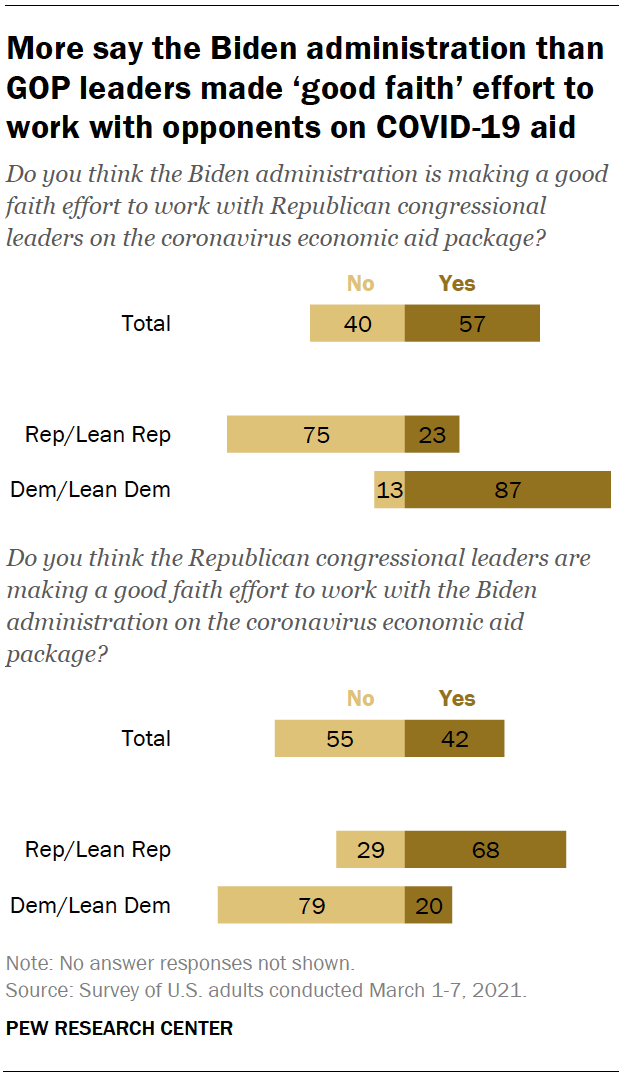 More say the Biden administration than
GOP leaders made ‘good faith’ effort to
work with opponents on COVID-19 aid
Do you think the Biden administration is making a good
faith effort to work with Republican congressional
leaders on the coronavirus economic aid package?
No Yes
Total 40 57
Rep/Lean Rep 75 23
Dem/Lean Dem 13 87
Do you think the Republican congressional leaders are
making a good faith effort to work with the Biden
administration on the coronavirus economic aid
package?
No Yes
Total 55 42
Rep/Lean Rep 29 68
Dem/Lean Dem 79 20
Note: No answer responses not shown.
Source: Survey of U.S. adults conducted March 1-7, 2021.
PEW RESEARCH CENTER